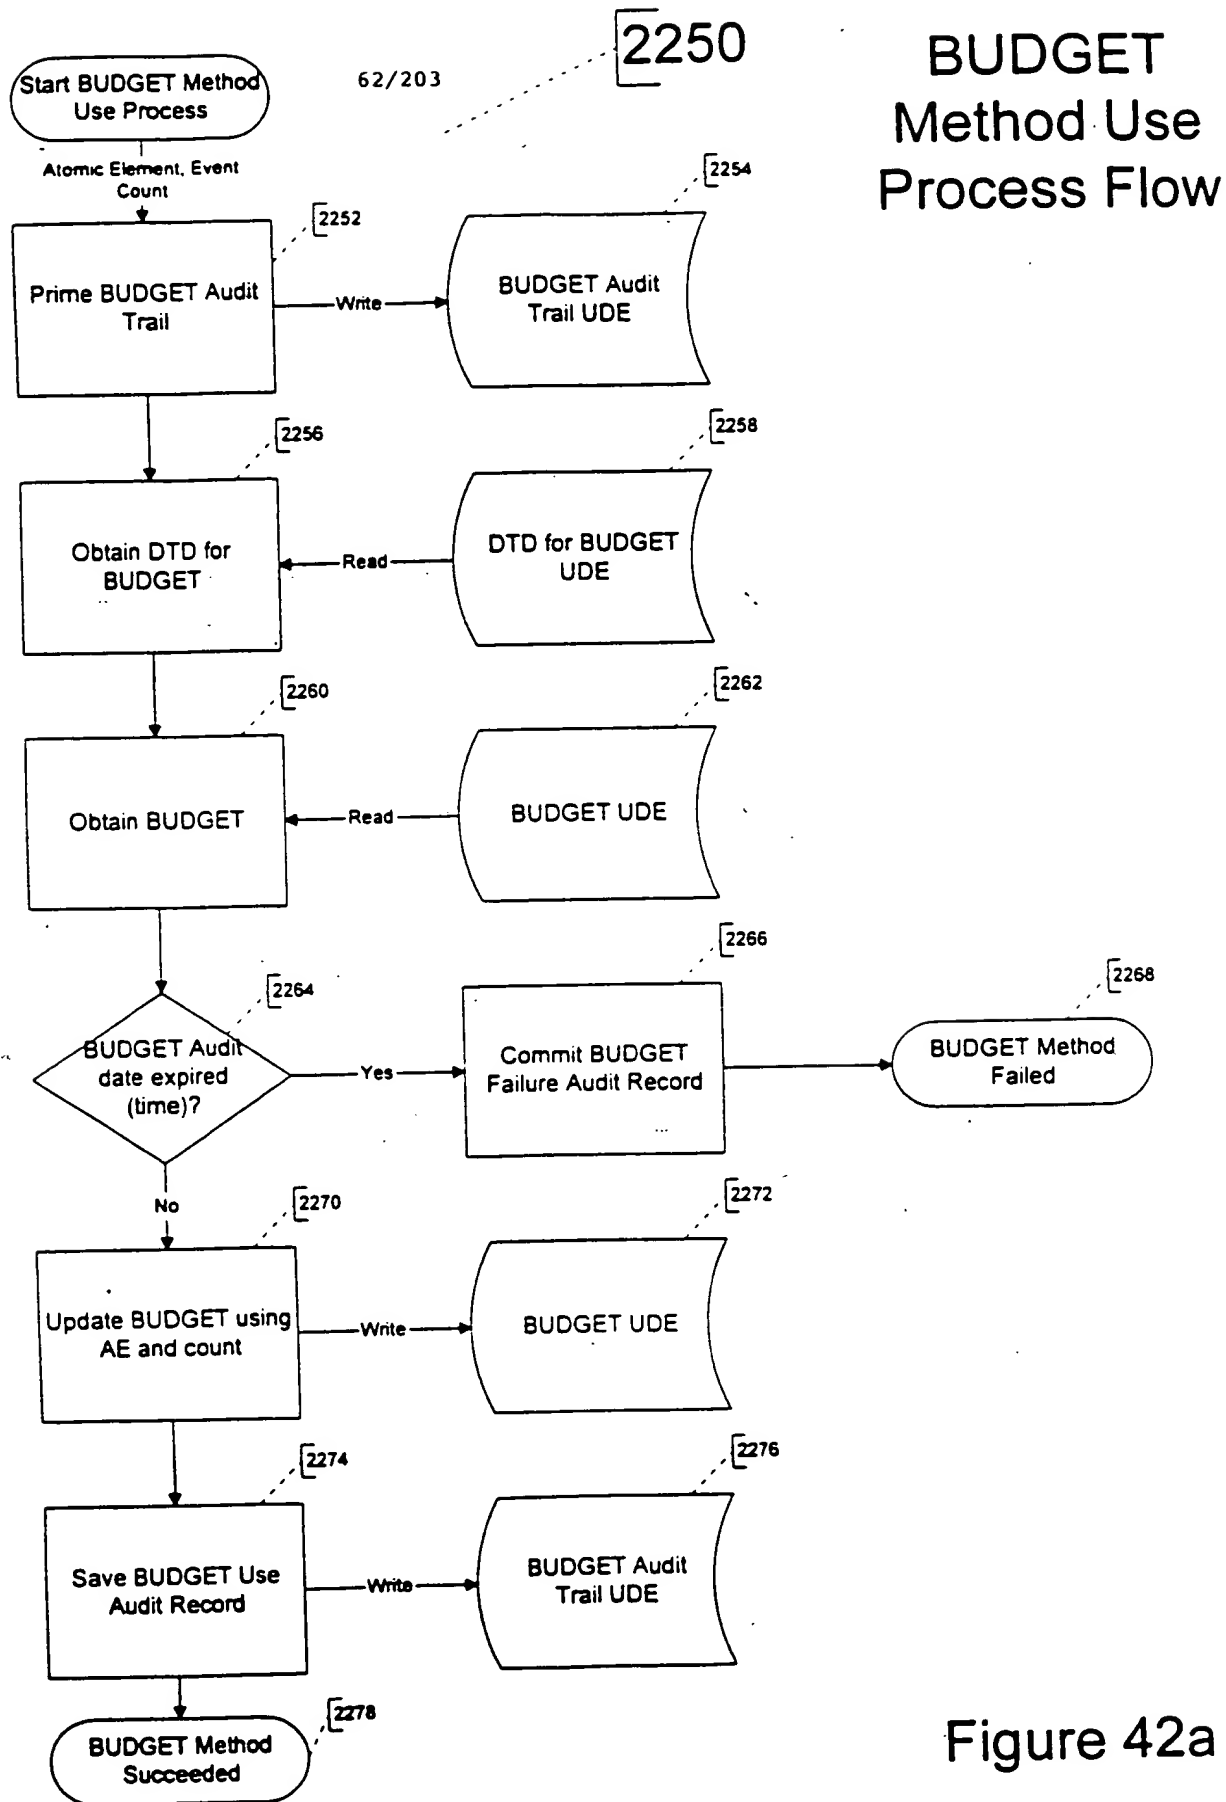 2250
BUDGET
Method Use
Process Flow
62/203
Start BUDGET Method
Use Process
Atomic Element, Event
Count
2252
Prime BUDGET Audit
Trail
Write
2254
BUDGET Audit
Trail UDE
2256
Obtain DTD for
BUDGET
Read
2258
DTD for BUDGET
UDE
2260
Obtain BUDGET
Read
2262
BUDGET UDE
2264
BUDGET Audit
date expired
(time)?
Yes
2266
Commit BUDGET
Failure Audit Record
2268
BUDGET Method
Failed
No
2270
Update BUDGET using
AE and count
Write
2272
BUDGET UDE
2274
Save BUDGET Use
Audit Record
Write
2276
BUDGET Audit
Trail UDE
2278
BUDGET Method
Succeeded
Figure 42a